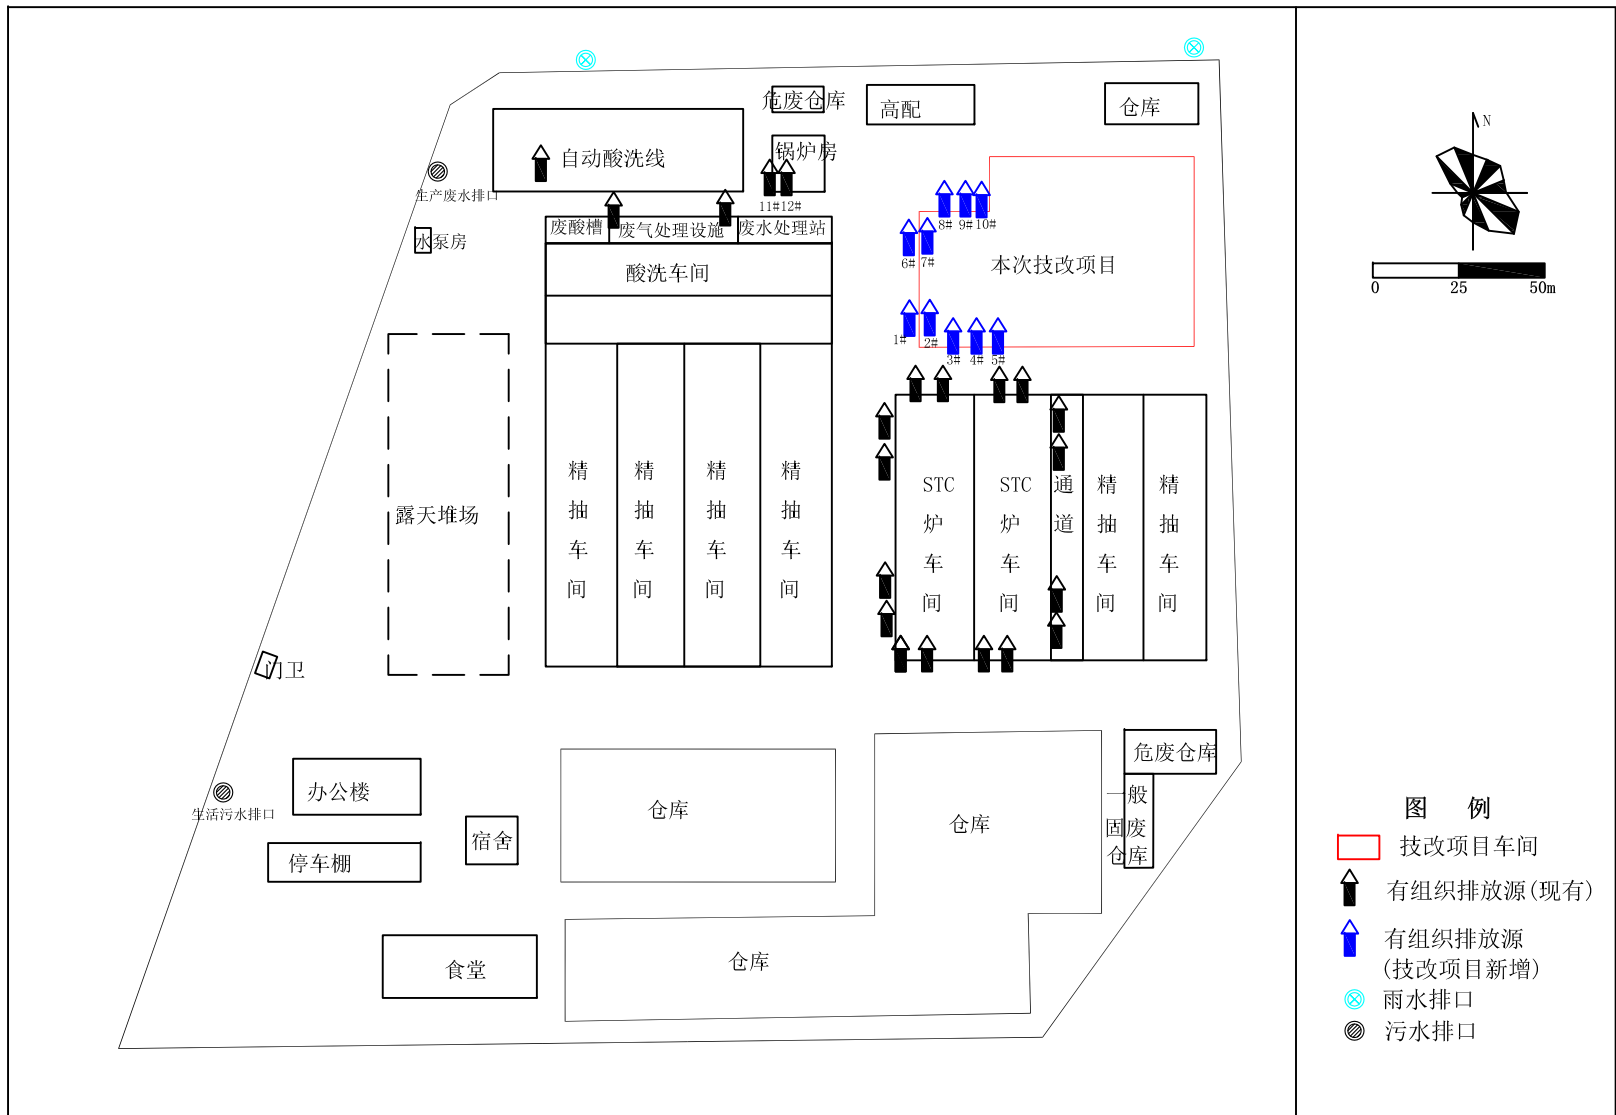 危废仓库
高配
仓库
N
自动酸洗线
锅炉房
生产废水排口
11#
12#
废酸槽
废气处理设施
废水处理站
水泵房
8#
9#
10#
6#
7#
本次技改项目
酸洗车间
0
25
50m
1#
2#
3#
4#
5#
露天堆场
精抽车间
精抽车间
精抽车间
精抽车间
STC炉车间
STC炉车间
通道
精抽车间
精抽车间
门卫
办公楼
生活污水排口
停车棚
宿舍
仓库
仓库
危废仓库
一般
固废
仓库
食堂
仓库
图 例
技改项目车间
有组织排放源(现有)
有组织排放源
(技改项目新增)
雨水排口
污水排口